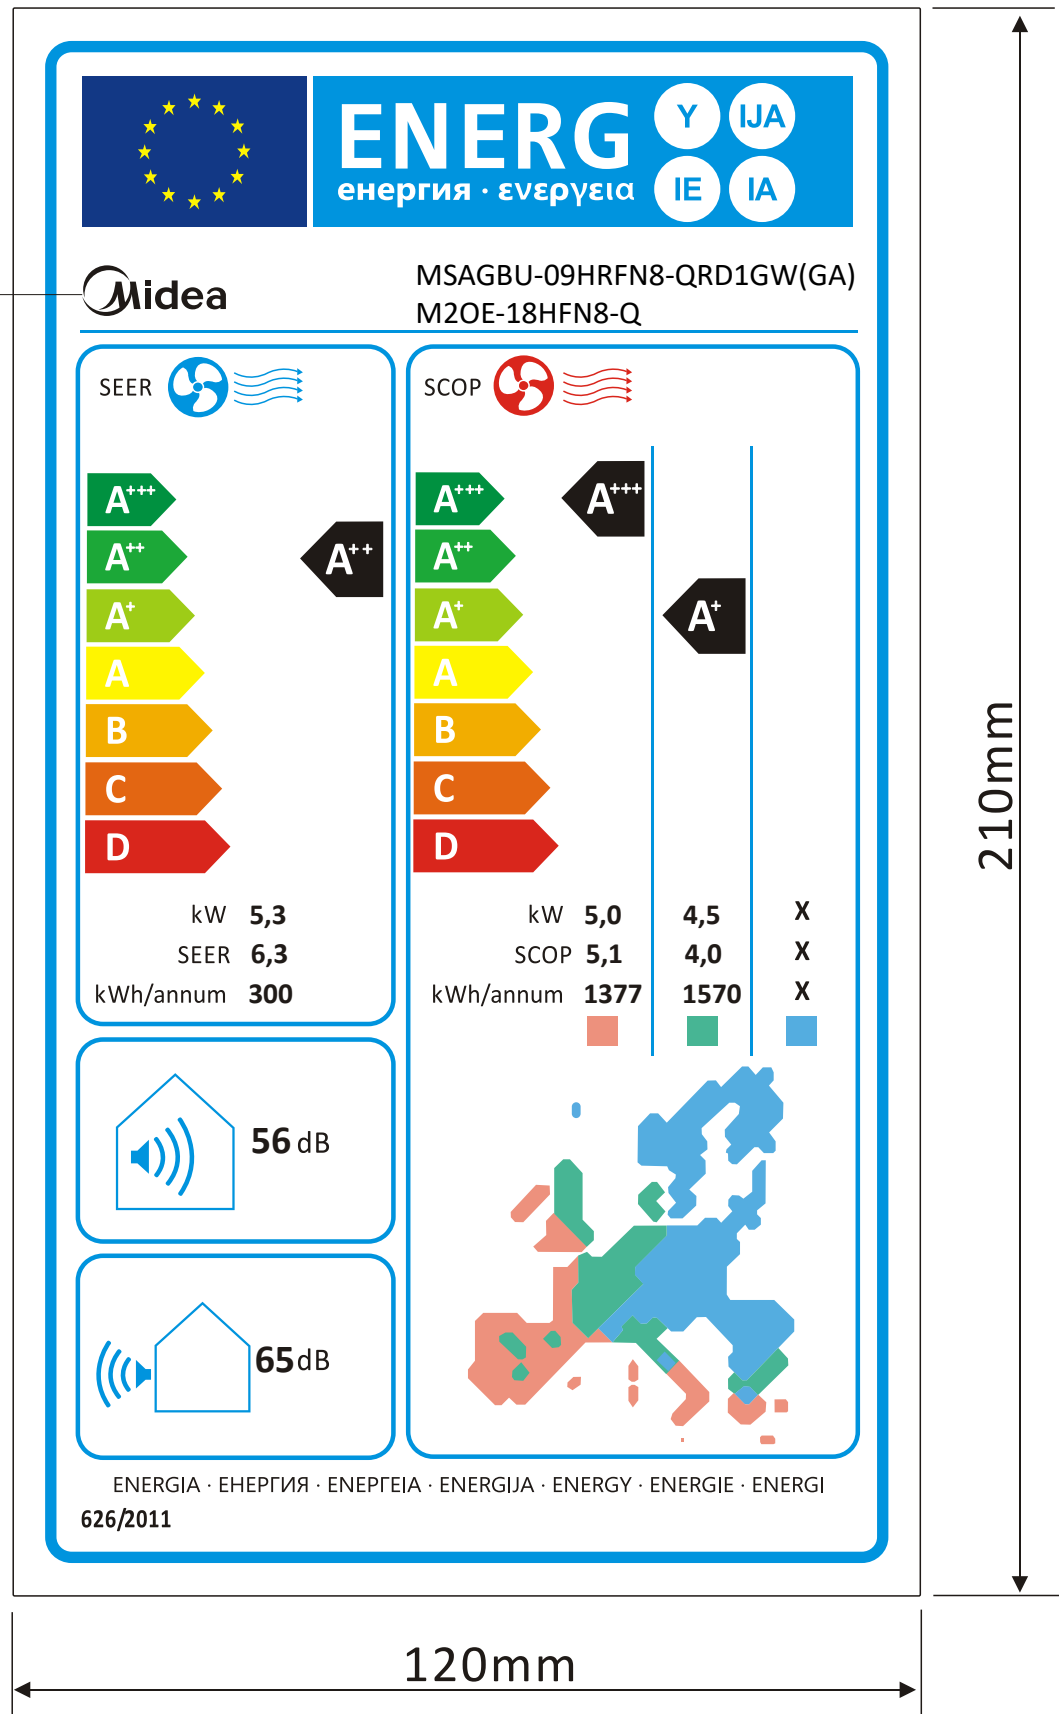 ENERG
енергия · ενεργεια
Y IJA
IE IA
Midea
MSAGBU-09HRFN8-QRD1GW(GA)
M2OE-18HFN8-Q
SEER
A+++
A++
A+
A
B
C
D
A++
kW 5,3
SEER 6,3
kWh/annum 300
SCOP
A+++
A++
A+
A
B
C
D
A+++
A+
kW 5,0 4,5 X
SCOP 5,1 4,0 X
kWh/annum 1377 1570 X
56 dB
65 dB
ENERGIA · ЕНЕРГИЯ · ΕΝΕΡΓΕΙΑ · ENERGIJA · ENERGY · ENERGIE · ENERGI
626/2011
210mm
120mm